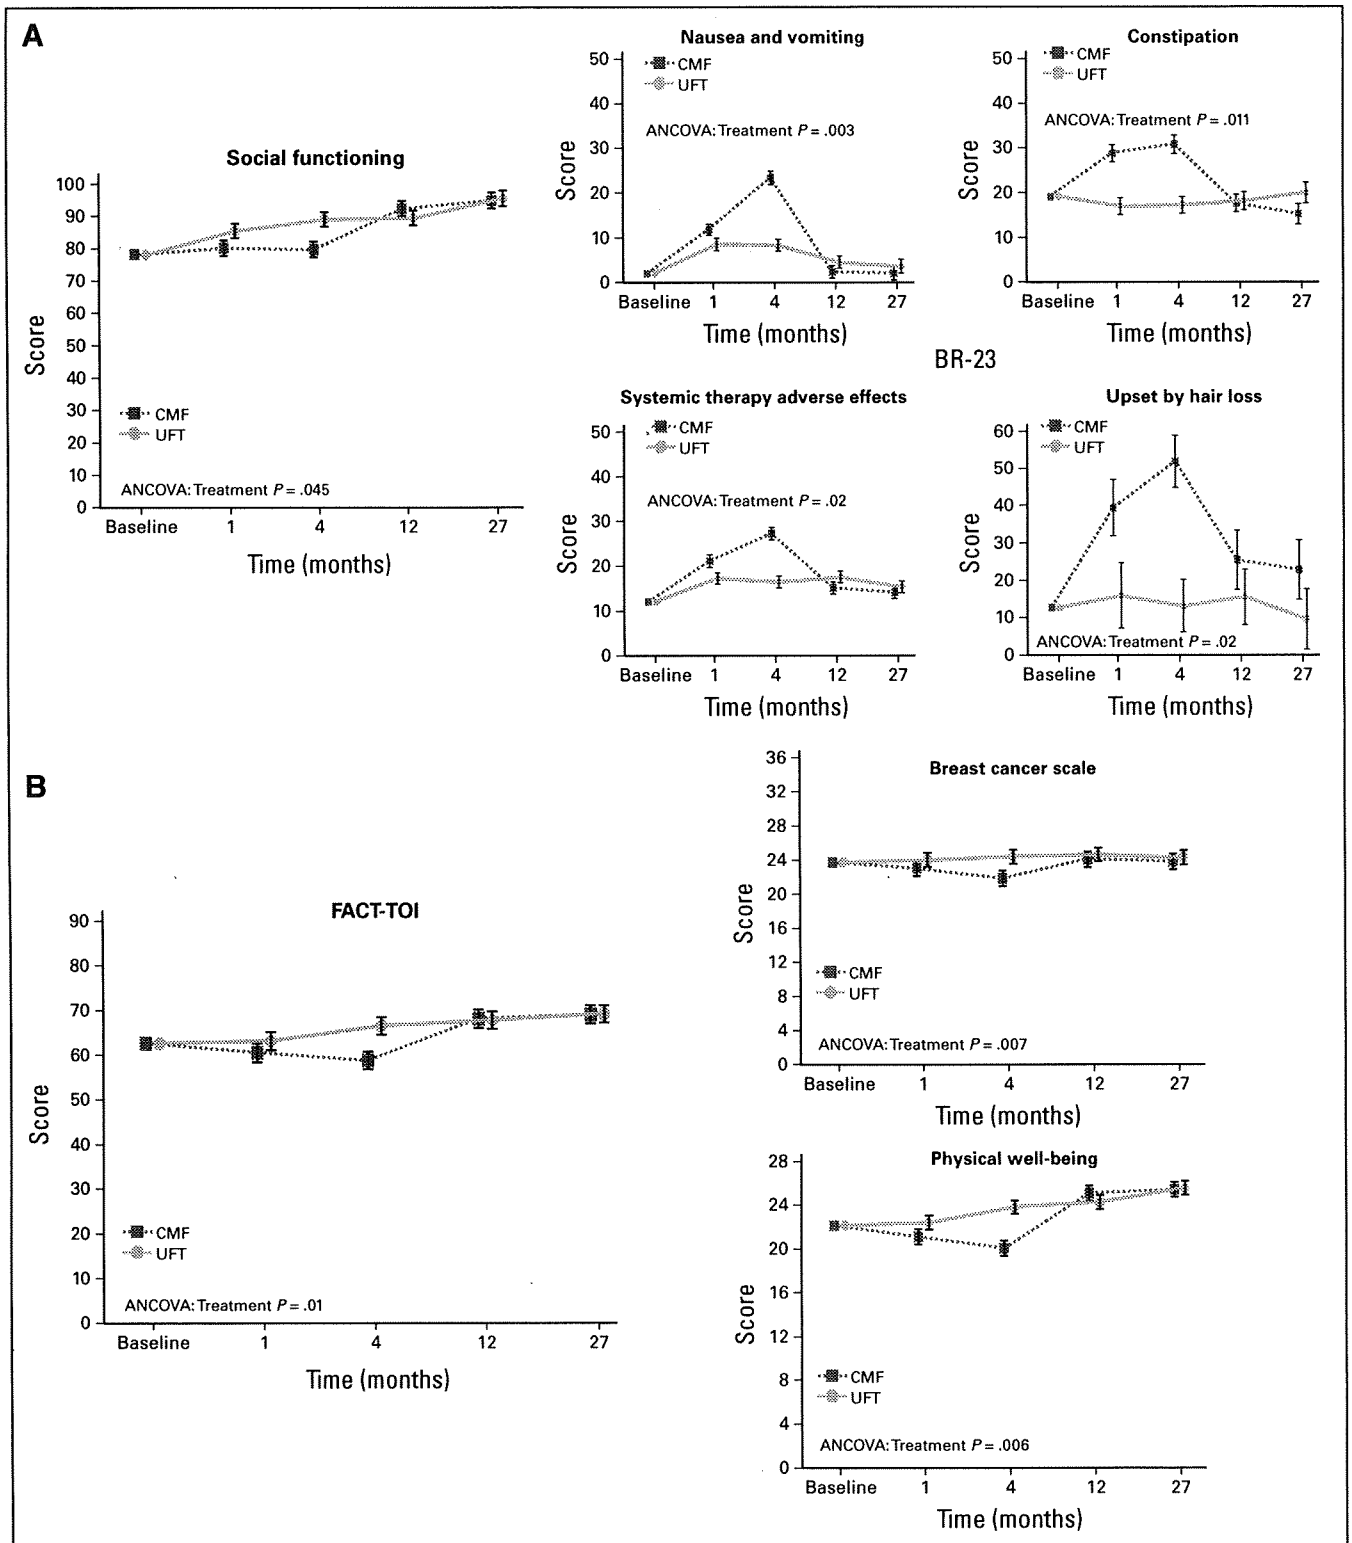 A
Social functioning
100
90
80
70
60
50
40
30
20
10
0
Score
CMF
UFT
ANCOVA: Treatment P = .045
Baseline 1 4 12 27
Time (months)
Nausea and vomiting
50
40
30
20
10
0
Score
CMF
UFT
ANCOVA: Treatment P = .003
Baseline 1 4 12 27
Time (months)
Constipation
50
40
30
20
10
0
Score
CMF
UFT
ANCOVA: Treatment P = .011
Baseline 1 4 12 27
Time (months)
BR-23
Systemic therapy adverse effects
50
40
30
20
10
0
Score
CMF
UFT
ANCOVA: Treatment P = .02
Baseline 1 4 12 27
Time (months)
Upset by hair loss
60
50
40
30
20
10
0
Score
CMF
UFT
ANCOVA: Treatment P = .02
Baseline 1 4 12 27
Time (months)
B
FACT-TOI
90
80
70
60
50
40
30
20
10
0
Score
CMF
UFT
ANCOVA: Treatment P = .01
Baseline 1 4 12 27
Time (months)
Breast cancer scale
36
32
28
24
20
16
12
8
4
0
Score
CMF
UFT
ANCOVA: Treatment P = .007
Baseline 1 4 12 27
Time (months)
Physical well-being
28
24
20
16
12
8
4
0
Score
CMF
UFT
ANCOVA: Treatment P = .006
Baseline 1 4 12 27
Time (months)